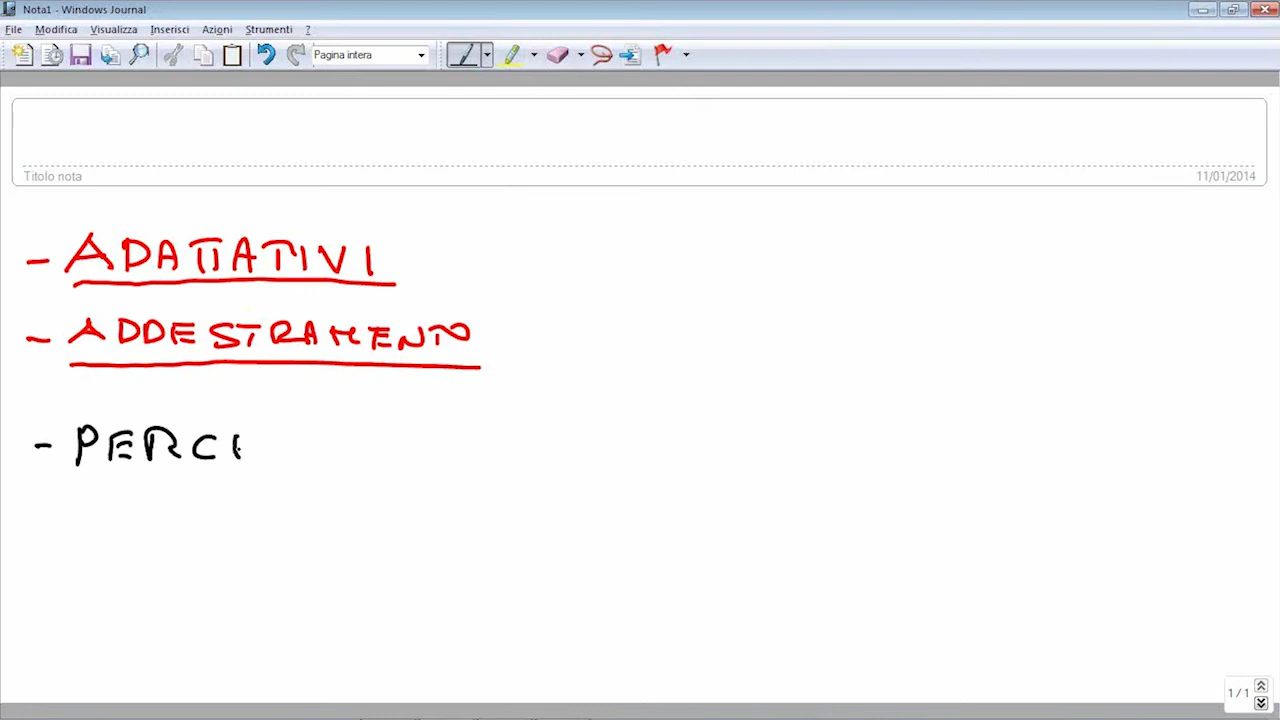 Nota1 - Windows Journal
File Modifica Visualizza Inserisci Azioni Strumenti ?
Pagina intera
Titolo nota 11/01/2014
- ADATTATIVI
- ADDESTRAMENTO
- PERCI
1 / 1